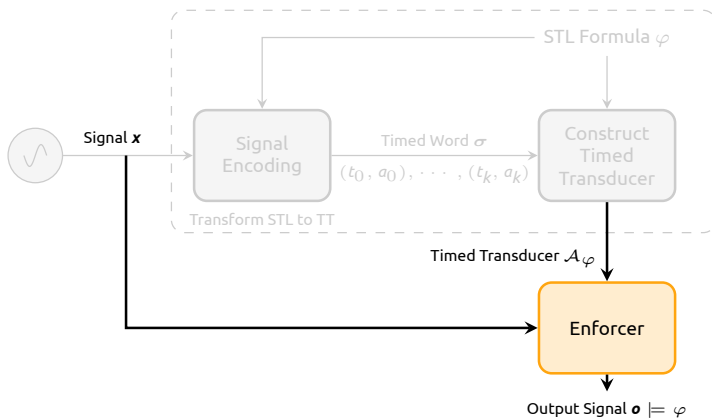 STL Formula φ
Signal x
Signal
Encoding
Timed Word σ
(t0, a0), · · · , (tk, ak)
Construct
Timed
Transducer
Transform STL to TT
Timed Transducer 𝒜φ
Enforcer
Output Signal o |= φ